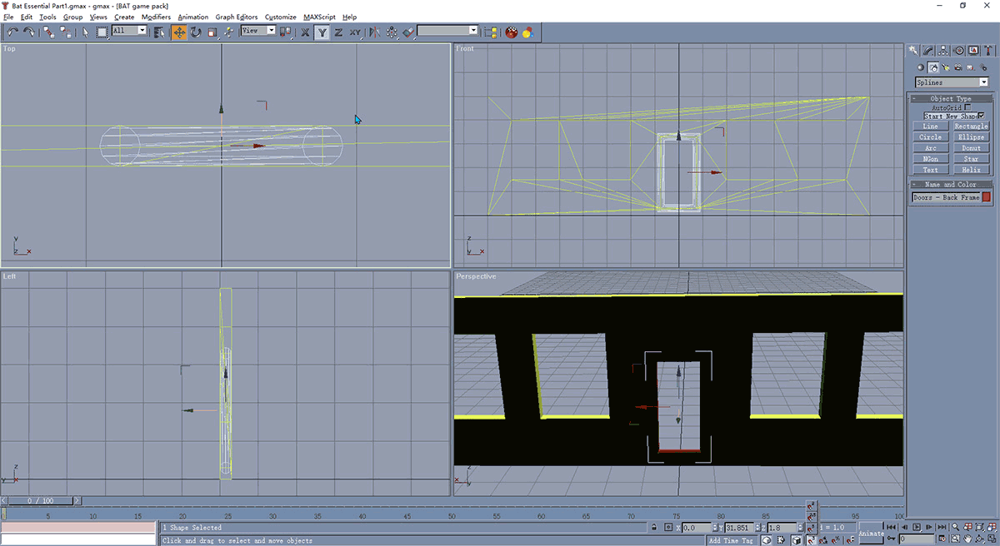 Bat Essential Part1.gmax - gmax - [BAT game pack]
File Edit Tools Group Views Create Modifiers Animation Graph Editors Customize MAXScript Help
All View X Y Z XY
Top
Front
Splines
Object Type
AutoGrid
Start New Shape
Line Rectangle
Circle Ellipse
Arc Donut
NGon Star
Text Helix
Name and Color
Doors - Back Frame
y
z x
z
y x
Left
Perspective
z
y x
z
x y
0 / 100
5 10 15 20 25 30 35 40 45 50 55 60 65 70 75 80 85 95 100
1 Shape Selected X 0.0 Y 31.851 1.8 = 1.0 Animate
Click and drag to select and move objects Add Time Tag 0